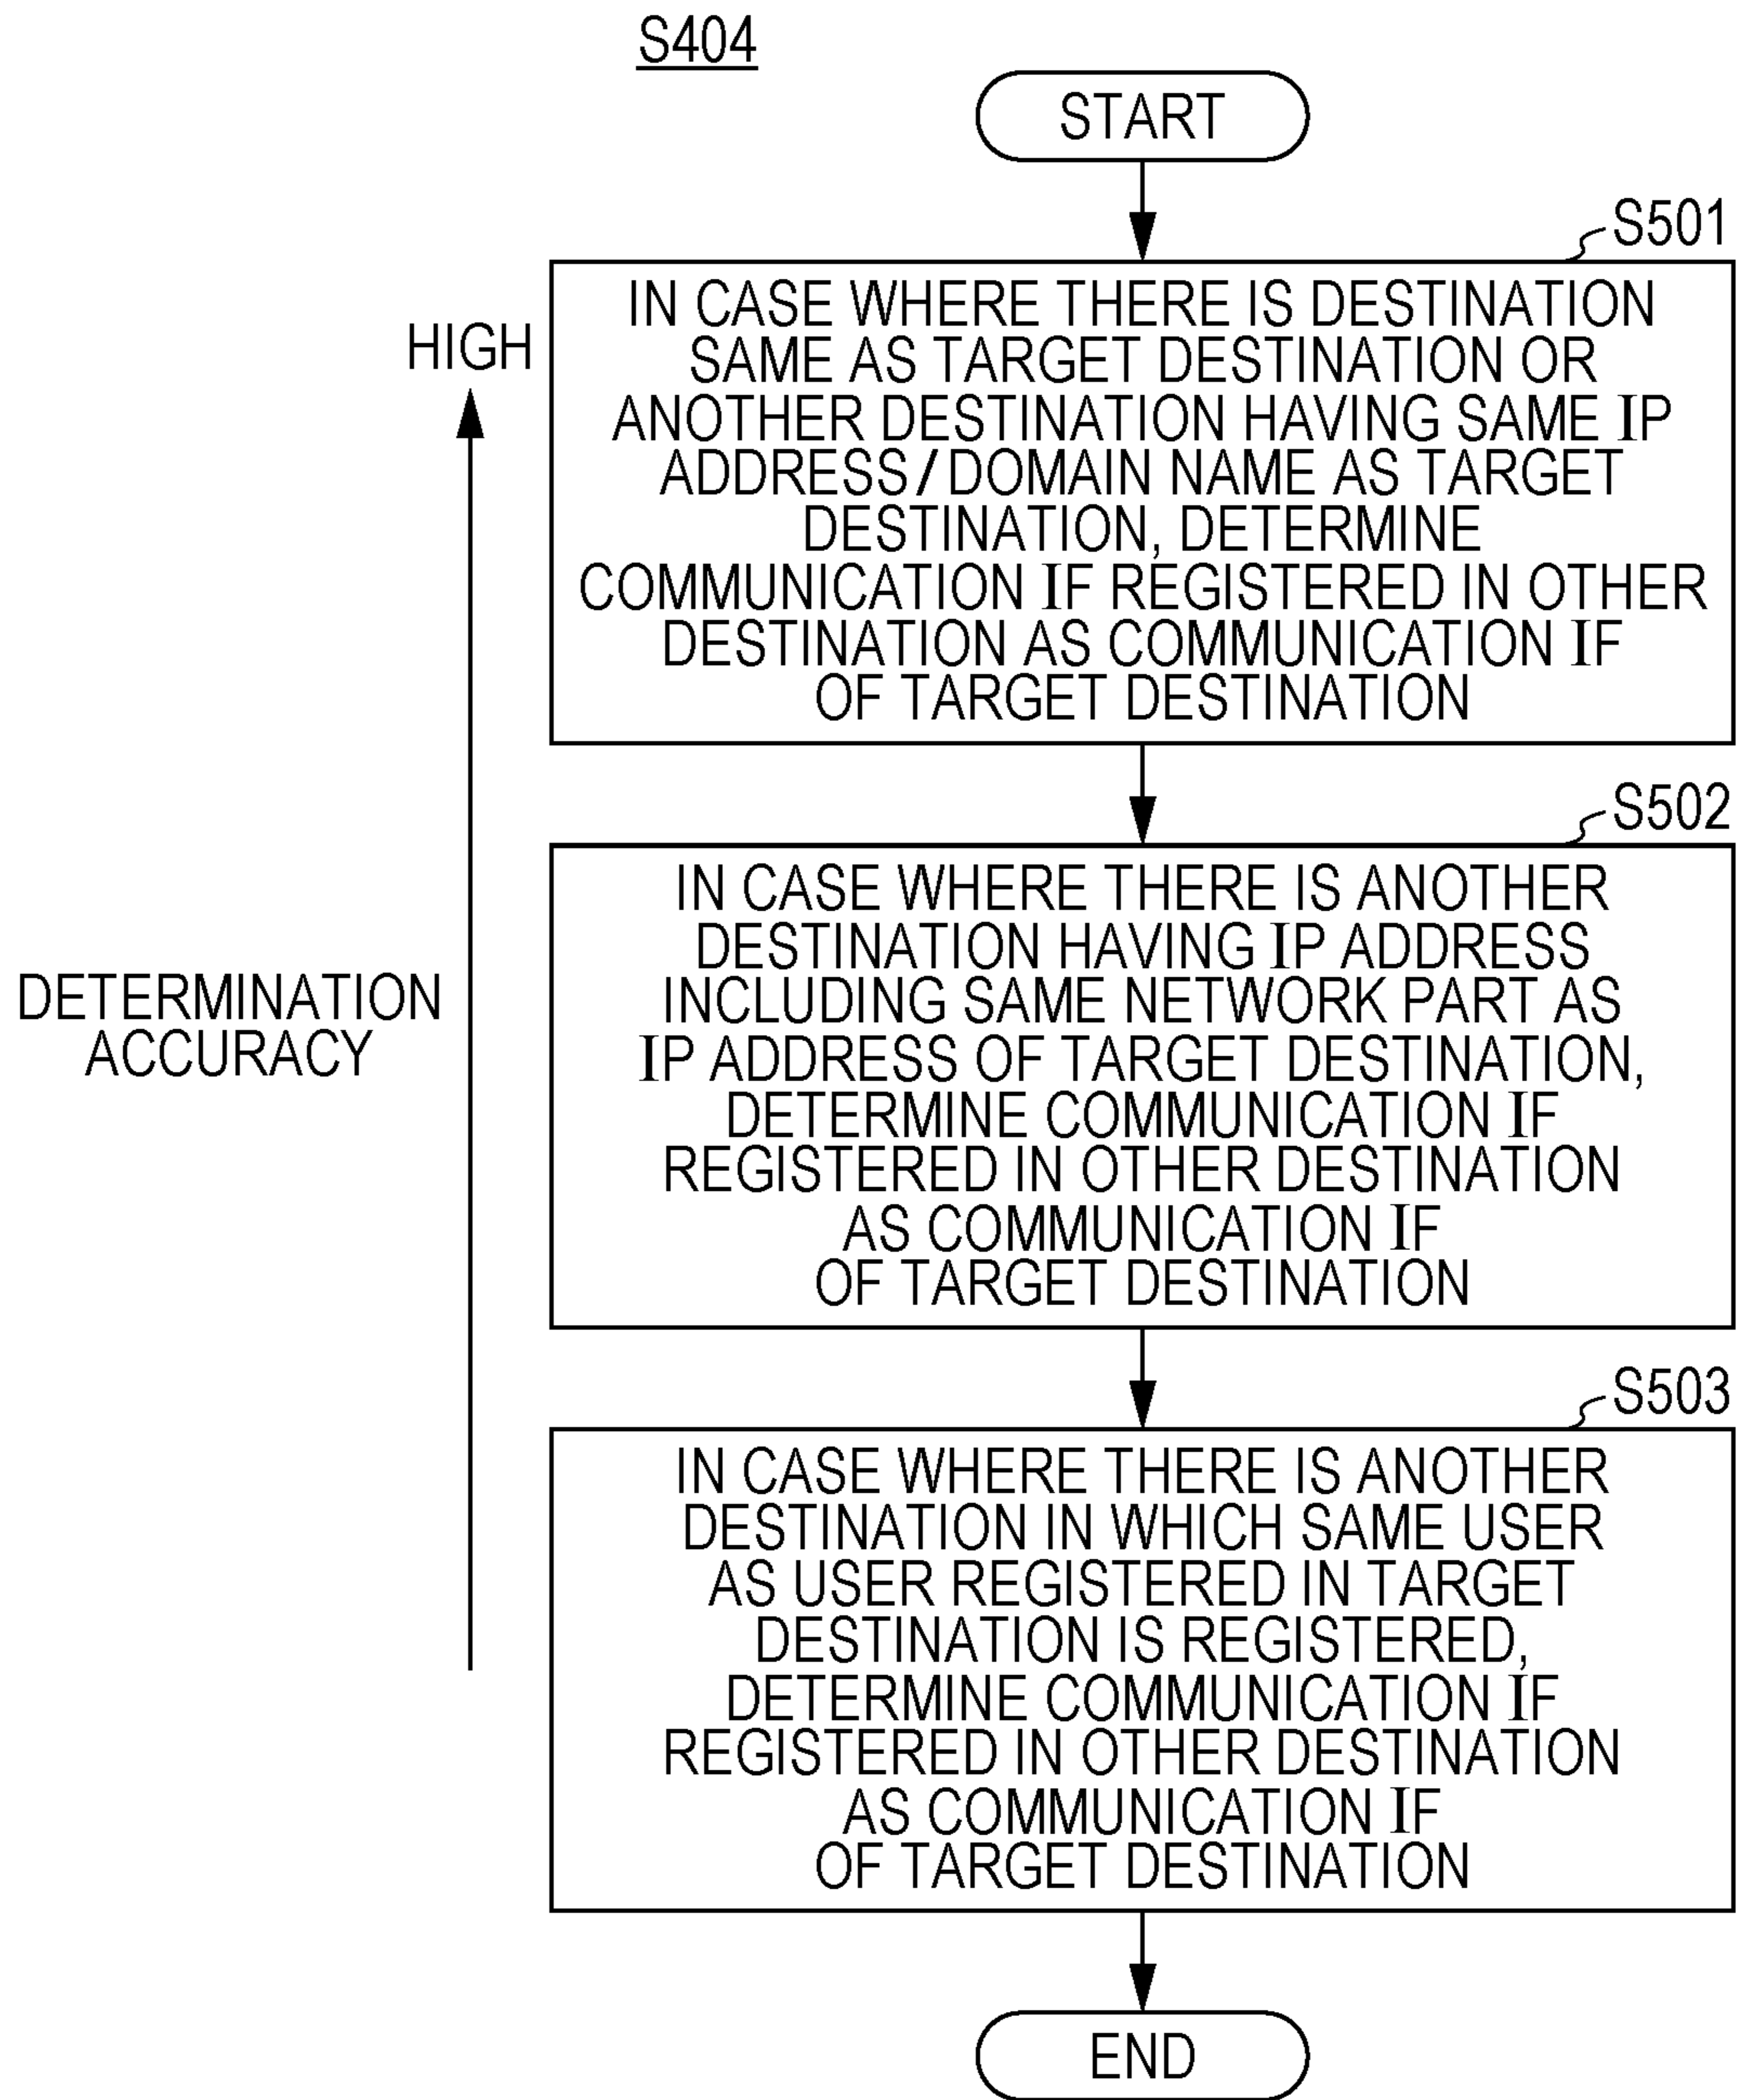 S404
START
S501
IN CASE WHERE THERE IS DESTINATION
SAME AS TARGET DESTINATION OR
ANOTHER DESTINATION HAVING SAME IP
ADDRESS/DOMAIN NAME AS TARGET
DESTINATION, DETERMINE
COMMUNICATION IF REGISTERED IN OTHER
DESTINATION AS COMMUNICATION IF
OF TARGET DESTINATION
HIGH
DETERMINATION
ACCURACY
S502
IN CASE WHERE THERE IS ANOTHER
DESTINATION HAVING IP ADDRESS
INCLUDING SAME NETWORK PART AS
IP ADDRESS OF TARGET DESTINATION,
DETERMINE COMMUNICATION IF
REGISTERED IN OTHER DESTINATION
AS COMMUNICATION IF
OF TARGET DESTINATION
S503
IN CASE WHERE THERE IS ANOTHER
DESTINATION IN WHICH SAME USER
AS USER REGISTERED IN TARGET
DESTINATION IS REGISTERED,
DETERMINE COMMUNICATION IF
REGISTERED IN OTHER DESTINATION
AS COMMUNICATION IF
OF TARGET DESTINATION
END